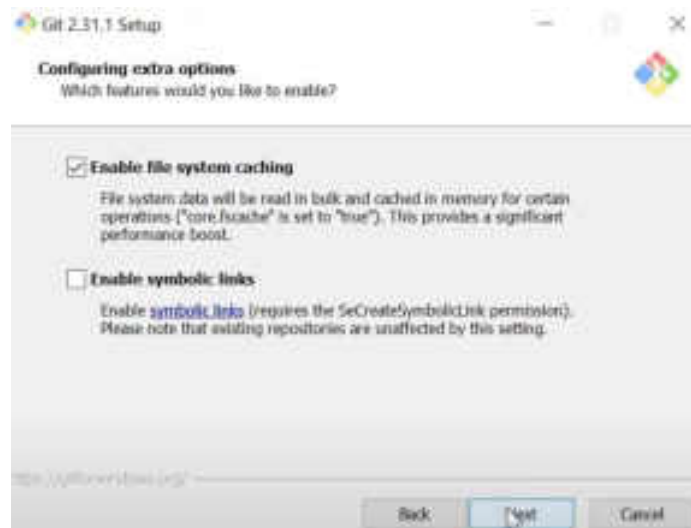 Git 2.31.1 Setup
Configuring extra options
Which features would you like to enable?
Enable file system caching
File system data will be read in bulk and cached in memory for certain
operations ("core.fscache" is set to "true"). This provides a significant
performance boost.
Enable symbolic links
Enable symbolic links (requires the SeCreateSymbolicLink permission).
Please note that existing repositories are unaffected by this setting.
https://gitforwindows.org/
Back Next Cancel